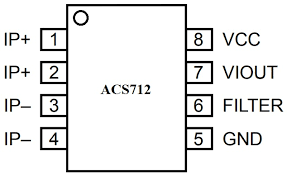 IP+ 1 8 VCC
ACS712
IP+ 2 7 VIOUT
IP– 3 6 FILTER
IP– 4 5 GND